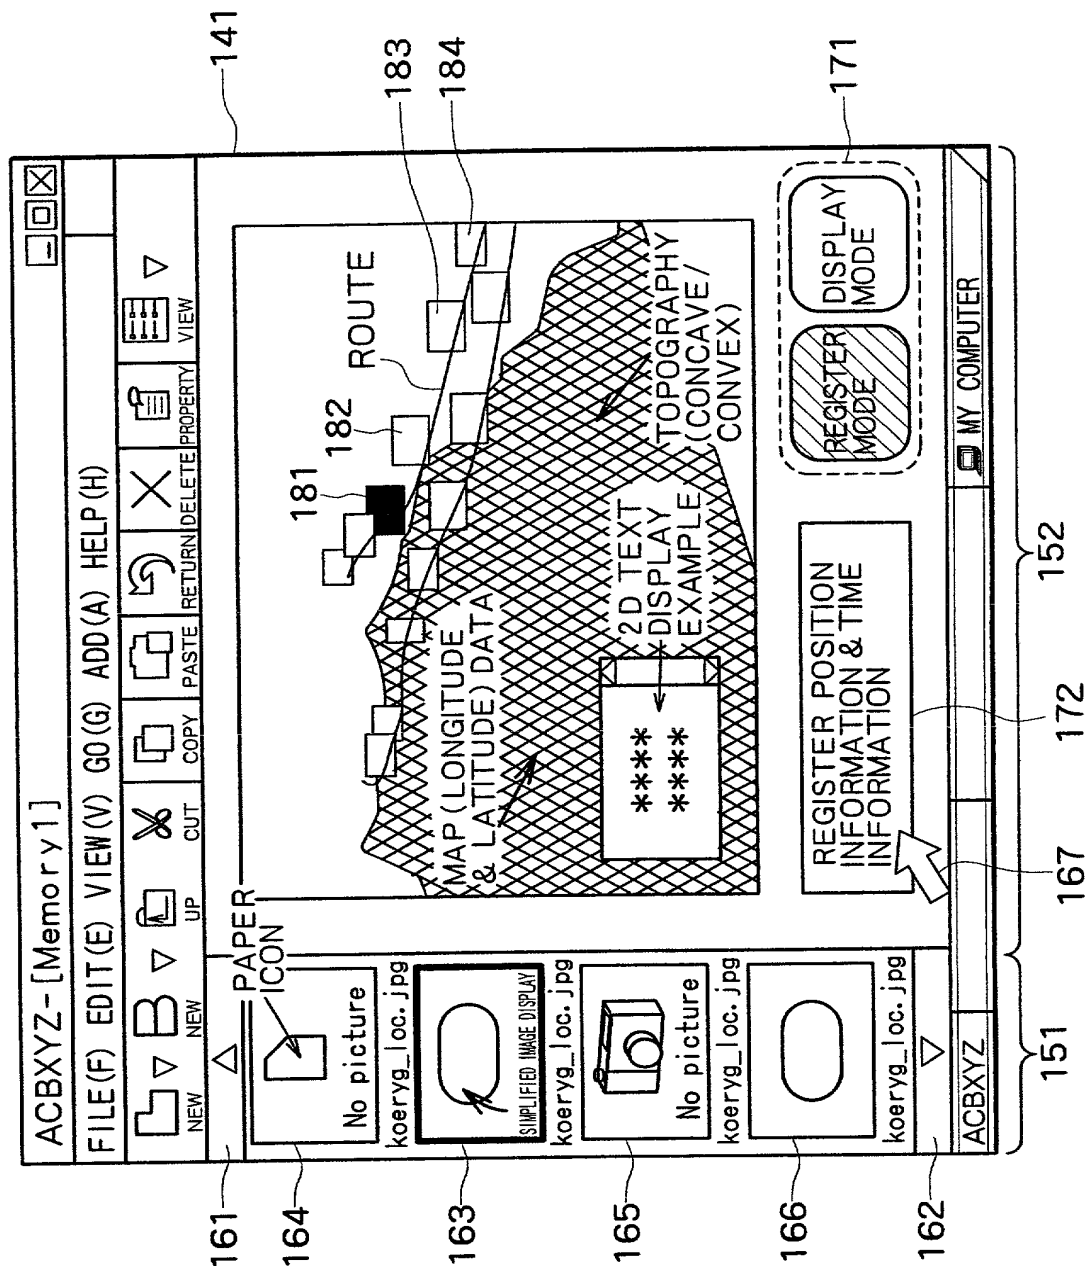 ACBXYZ-[Memory1]
FILE(F) EDIT(E) VIEW(V) GO(G) ADD(A) HELP(H)
NEW
B
NEW
UP
CUT
COPY
PASTE
RETURN
DELETE
PROPERTY
VIEW
141
161
164
163
165
166
162
PAPER
ICON
No picture
koeryg_loc.jpg
SIMPLIFIED IMAGE DISPLAY
koeryg_loc.jpg
No picture
koeryg_loc.jpg
koeryg_loc.jpg
181
182
ROUTE
183
184
MAP(LONGITUDE
& LATITUDE) DATA
2D TEXT
DISPLAY
EXAMPLE
****
****
TOPOGRAPHY
(CONCAVE/
CONVEX)
REGISTER POSITION
INFORMATION & TIME
INFORMATION
REGISTER
MODE
DISPLAY
MODE
171
ACBXYZ
MY COMPUTER
151
167
172
152